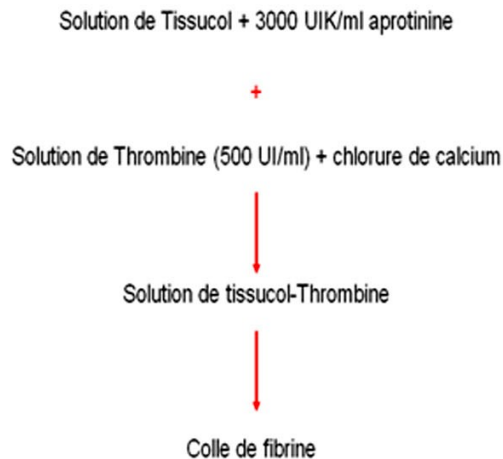 Solution de Tissucol + 3000 UIK/ml aprotinine
+
Solution de Thrombine (500 UI/ml) + chlorure de calcium
Solution de tissucol-Thrombine
Colle de fibrine